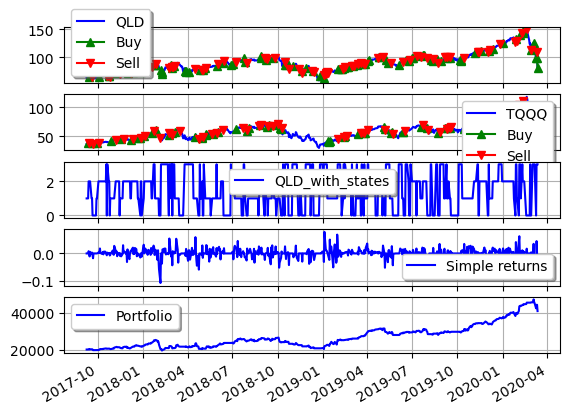 150
100
QLD
Buy
Sell
100
50
TQQQ
Buy
Sell
2
0
QLD_with_states
0.0
−0.1
Simple returns
40000
20000
Portfolio
2017-10
2018-01
2018-04
2018-07
2018-10
2019-01
2019-04
2019-07
2019-10
2020-01
2020-04